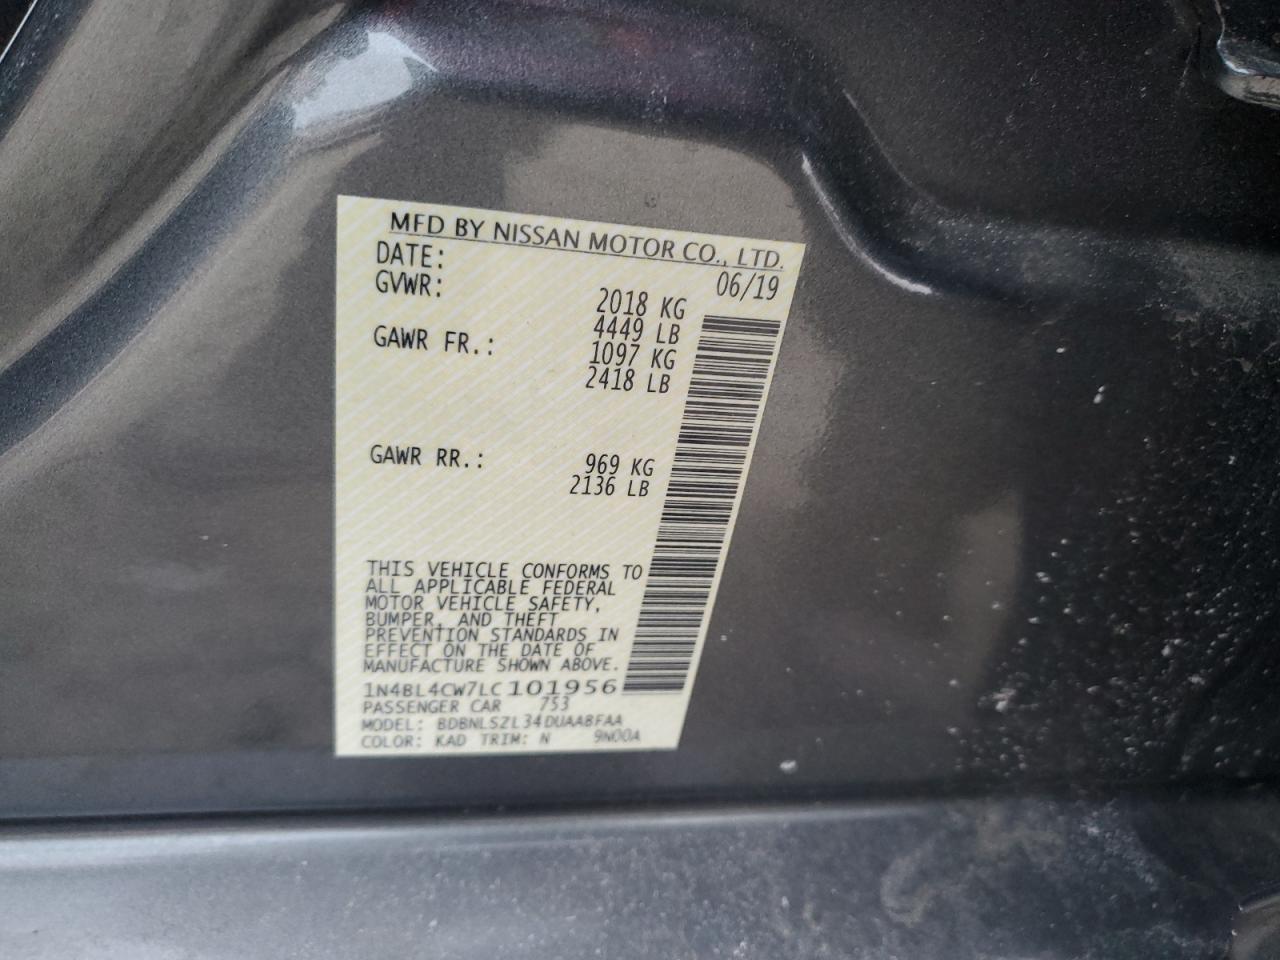 MFD BY NISSAN MOTOR CO., LTD.
DATE: 06/19
GVWR: 2018 KG
4449 LB
GAWR FR.: 1097 KG
2418 LB
GAWR RR.: 969 KG
2136 LB
THIS VEHICLE CONFORMS TO
ALL APPLICABLE FEDERAL
MOTOR VEHICLE SAFETY,
BUMPER, AND THEFT
PREVENTION STANDARDS IN
EFFECT ON THE DATE OF
MANUFACTURE SHOWN ABOVE.
1N4BL4CW7LC101956
PASSENGER CAR 753
MODEL: BDBNLSZL34DUAABFAA
COLOR: KAD TRIM: N 9N00A